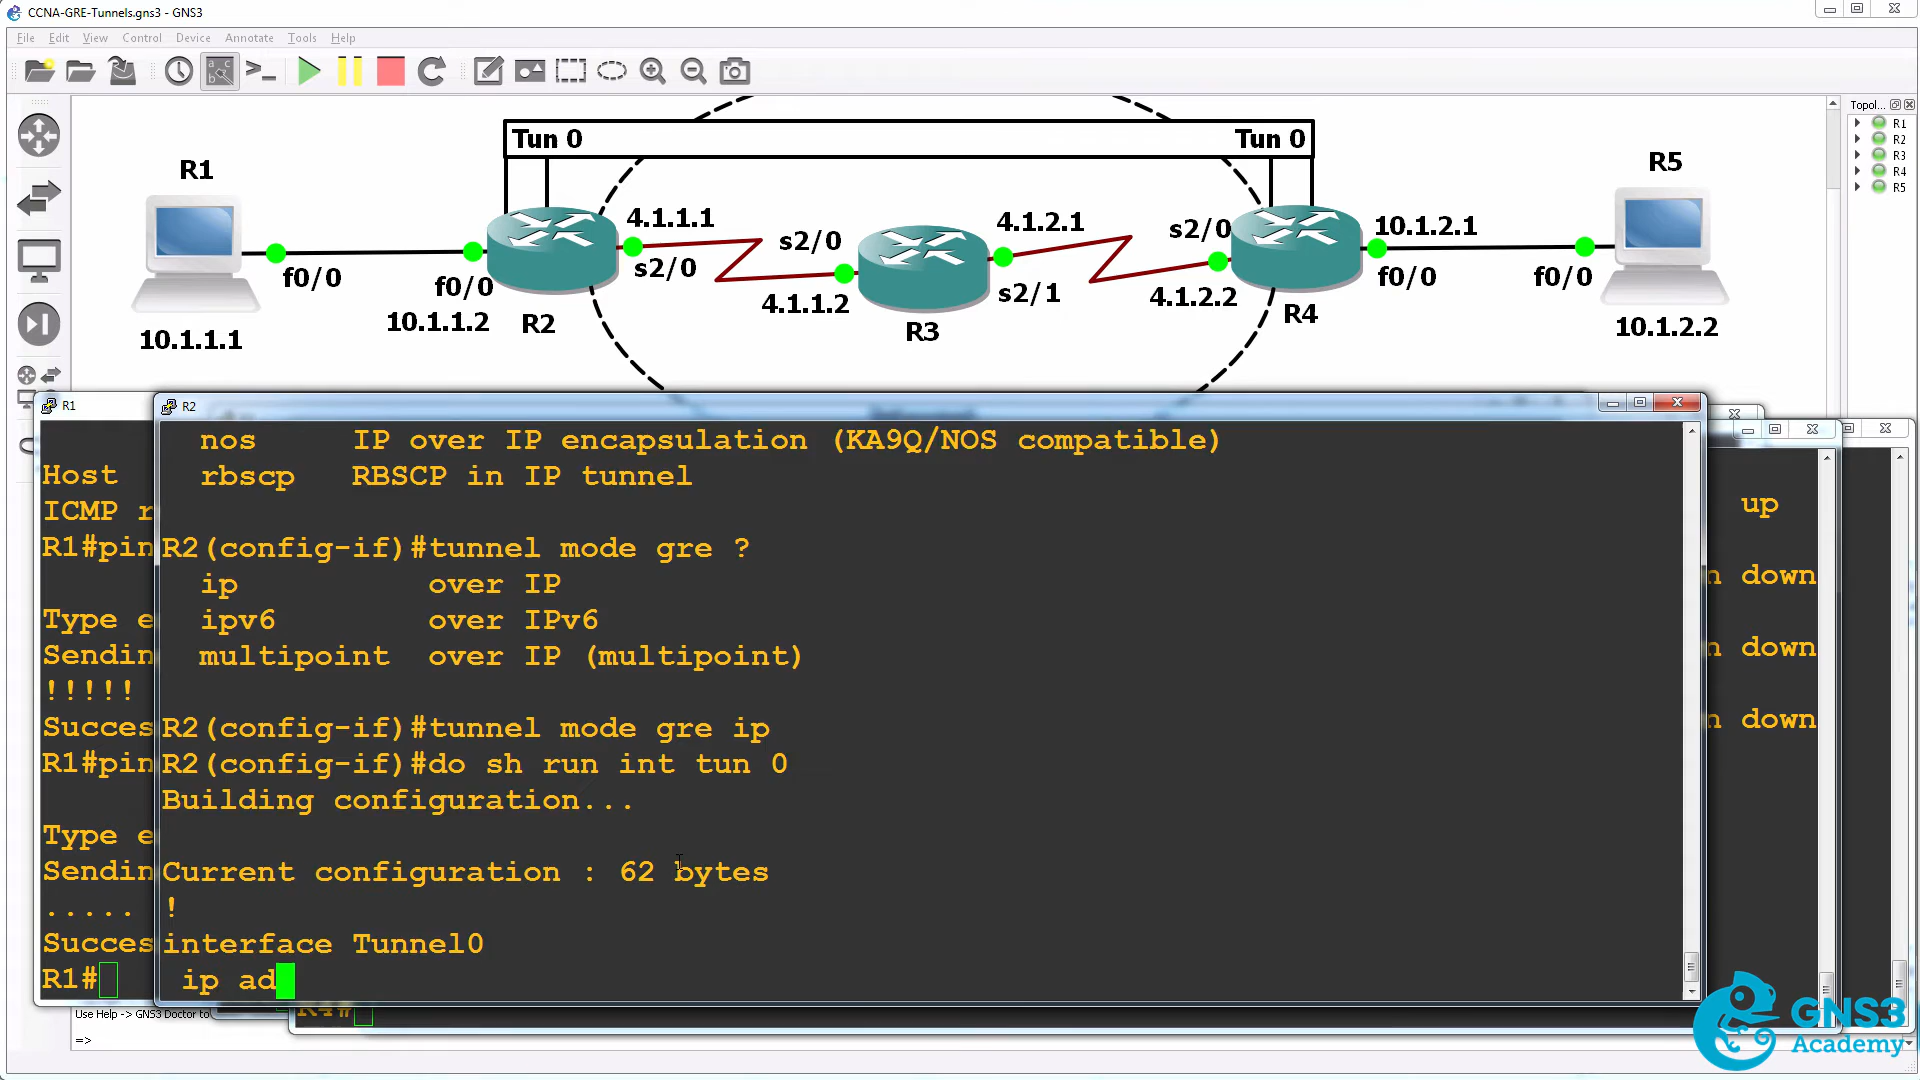 CCNA-GRE-Tunnels.gns3 - GNS3
File Edit View Control Device Annotate Tools Help
Topol...
R1
R2
R3
R4
R5
Tun 0 Tun 0
R1
R5
4.1.1.1
4.1.2.1
s2/0
10.1.2.1
s2/0
s2/0
f0/0
f0/0
s2/1
4.1.1.2
4.1.2.2
f0/0
f0/0
10.1.1.2
R2
R3
R4
10.1.1.1
10.1.2.2
R1
Host
ICMP r
R1#pin
Type e
Sendin
!!!!!
Succes
R1#pin
Type e
Sendin
.....
Succes
R1#
R2
nos IP over IP encapsulation (KA9Q/NOS compatible)
rbscp RBSCP in IP tunnel
R2(config-if)#tunnel mode gre ?
ip over IP
ipv6 over IPv6
multipoint over IP (multipoint)
R2(config-if)#tunnel mode gre ip
R2(config-if)#do sh run int tun 0
Building configuration...
Current configuration : 62 bytes
!
interface Tunnel0
ip ad
up
n down
n down
n down
R4#
Use Help -> GNS3 Doctor to
=>
GNS3
Academy